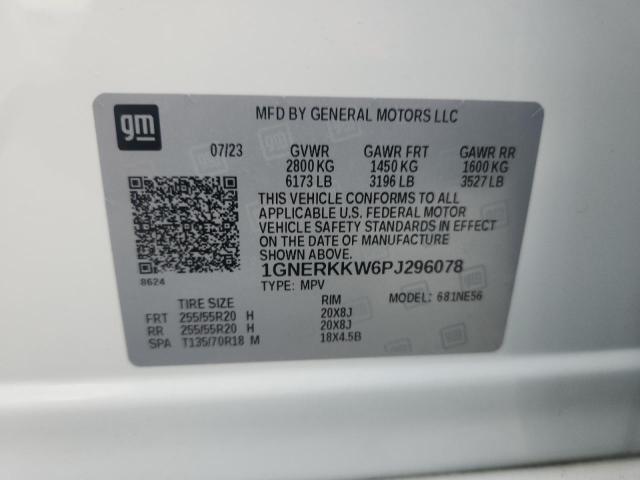 gm
MFD BY GENERAL MOTORS LLC
07/23 GVWR GAWR FRT GAWR RR
2800 KG 1450 KG 1600 KG
6173 LB 3196 LB 3527 LB
THIS VEHICLE CONFORMS TO ALL
APPLICABLE U.S. FEDERAL MOTOR
VEHICLE SAFETY STANDARDS IN EFFECT
ON THE DATE OF MANUFACTURE
SHOWN ABOVE.
8624
1GNERKKW6PJ296078
TYPE: MPV
TIRE SIZE RIM MODEL: 681NE56
FRT 255/55R20 H 20X8J
RR 255/55R20 H 20X8J
SPA T135/70R18 M 18X4.5B